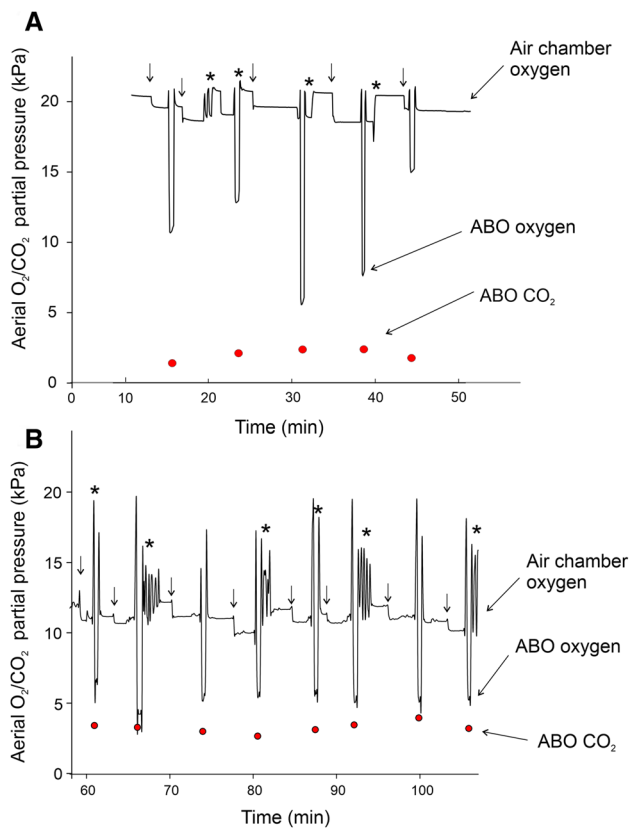 A
Aerial O2/CO2 partial pressure (kPa)
20
15
10
5
0
* * * *
Air chamber
oxygen
ABO oxygen
ABO CO2
0 10 20 30 40 50
Time (min)
B
Aerial O2/CO2 partial pressure (kPa)
20
15
10
5
0
* * * * * *
Air chamber
oxygen
ABO oxygen
ABO CO2
60 70 80 90 100
Time (min)